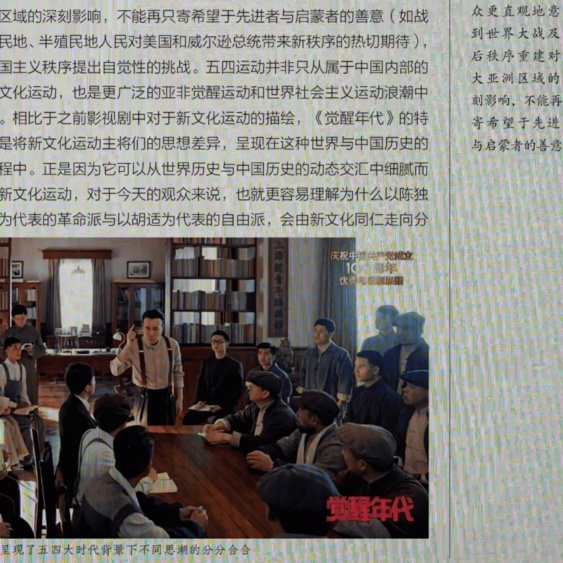 区域的深刻影响，不能再只寄希望于先进者与启蒙者的善意（如战
民地、半殖民地人民对美国和威尔逊总统带来新秩序的热切期待），
国主义秩序提出自觉性的挑战。五四运动并非只从属于中国内部的
文化运动，也是更广泛的亚非觉醒运动和世界社会主义运动浪潮中
。相比于之前影视剧中对于新文化运动的描绘，《觉醒年代》的特
是将新文化运动主将们的思想差异，呈现在这种世界与中国历史的
程中。正是因为它可以从世界历史与中国历史的动态交汇中细腻而
新文化运动，对于今天的观众来说，也就更容易理解为什么以陈独
为代表的革命派与以胡适为代表的自由派，会由新文化同仁走向分
庆祝中国共产党成立
觉醒年代
呈现了五四大时代背景下不同思潮的分分合合
众更直观地意
到世界大战及
后秩序重建对
大亚洲区域的
刻影响，不能再
寄希望于先进
与启蒙者的善意